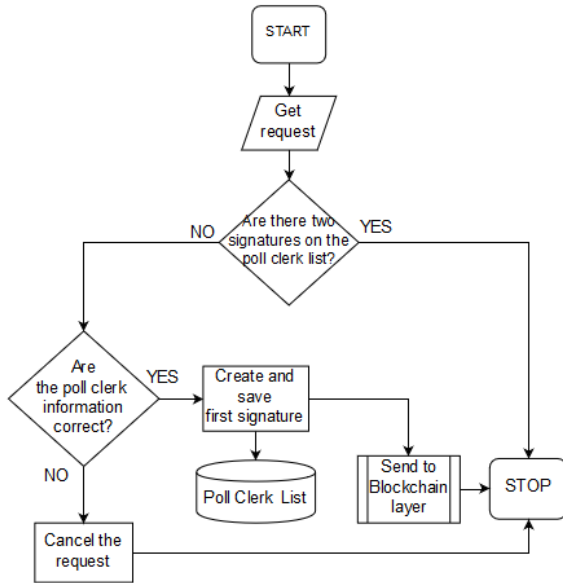 START
Get
request
Are there two
signatures on the
poll clerk list?
NO
YES
Are
the poll clerk
information
correct?
YES
Create and
save
first signature
NO
Poll Clerk List
Send to
Blockchain
layer
STOP
Cancel the
request